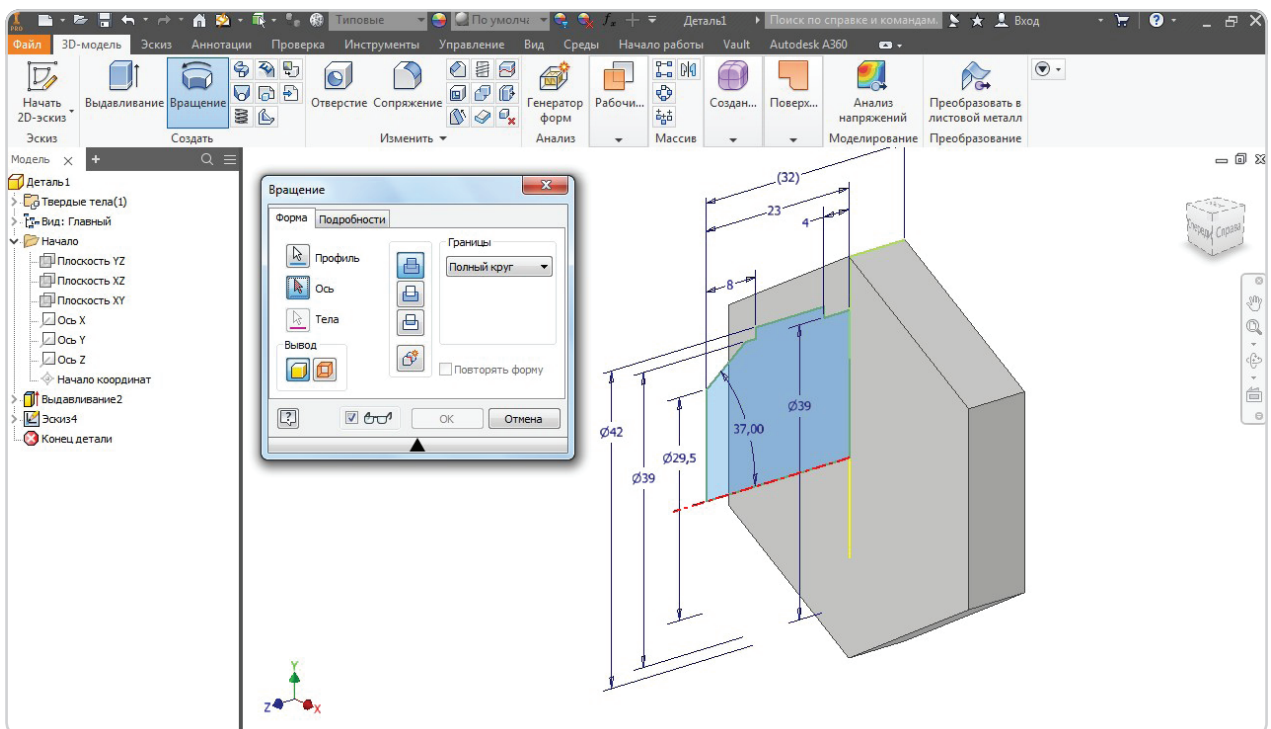 PRO Типовые По умолча fx Деталь1 Поиск по справке и командам. Вход
Файл 3D-модель Эскиз Аннотации Проверка Инструменты Управление Вид Среды Начало работы Vault Autodesk A360
Начать 2D-эскиз
Выдавливание Вращение
Отверстие Сопряжение
Генератор форм
Рабочи...
Создан...
Поверх...
Анализ напряжений
Преобразовать в листовой металл
Эскиз Создать Изменить Анализ Массив Моделирование Преобразование
Модель
Деталь1
Твердые тела(1)
Вид: Главный
Начало
Плоскость YZ
Плоскость XZ
Плоскость XY
Ось X
Ось Y
Ось Z
Начало координат
Выдавливание2
Эскиз4
Конец детали
Вращение
Форма Подробности
Профиль
Ось
Тела
Вывод
Границы
Полный круг
Повторять форму
ОК Отмена
(32)
23
4
8
Ø39
37,00
Ø42
Ø29,5
Ø39
Спереди Справа
Y
Z X